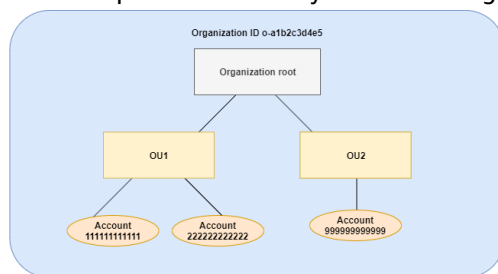 Organization ID o-a1b2c3d4e5
Organization root
OU1
OU2
Account
111111111111
Account
222222222222
Account
999999999999